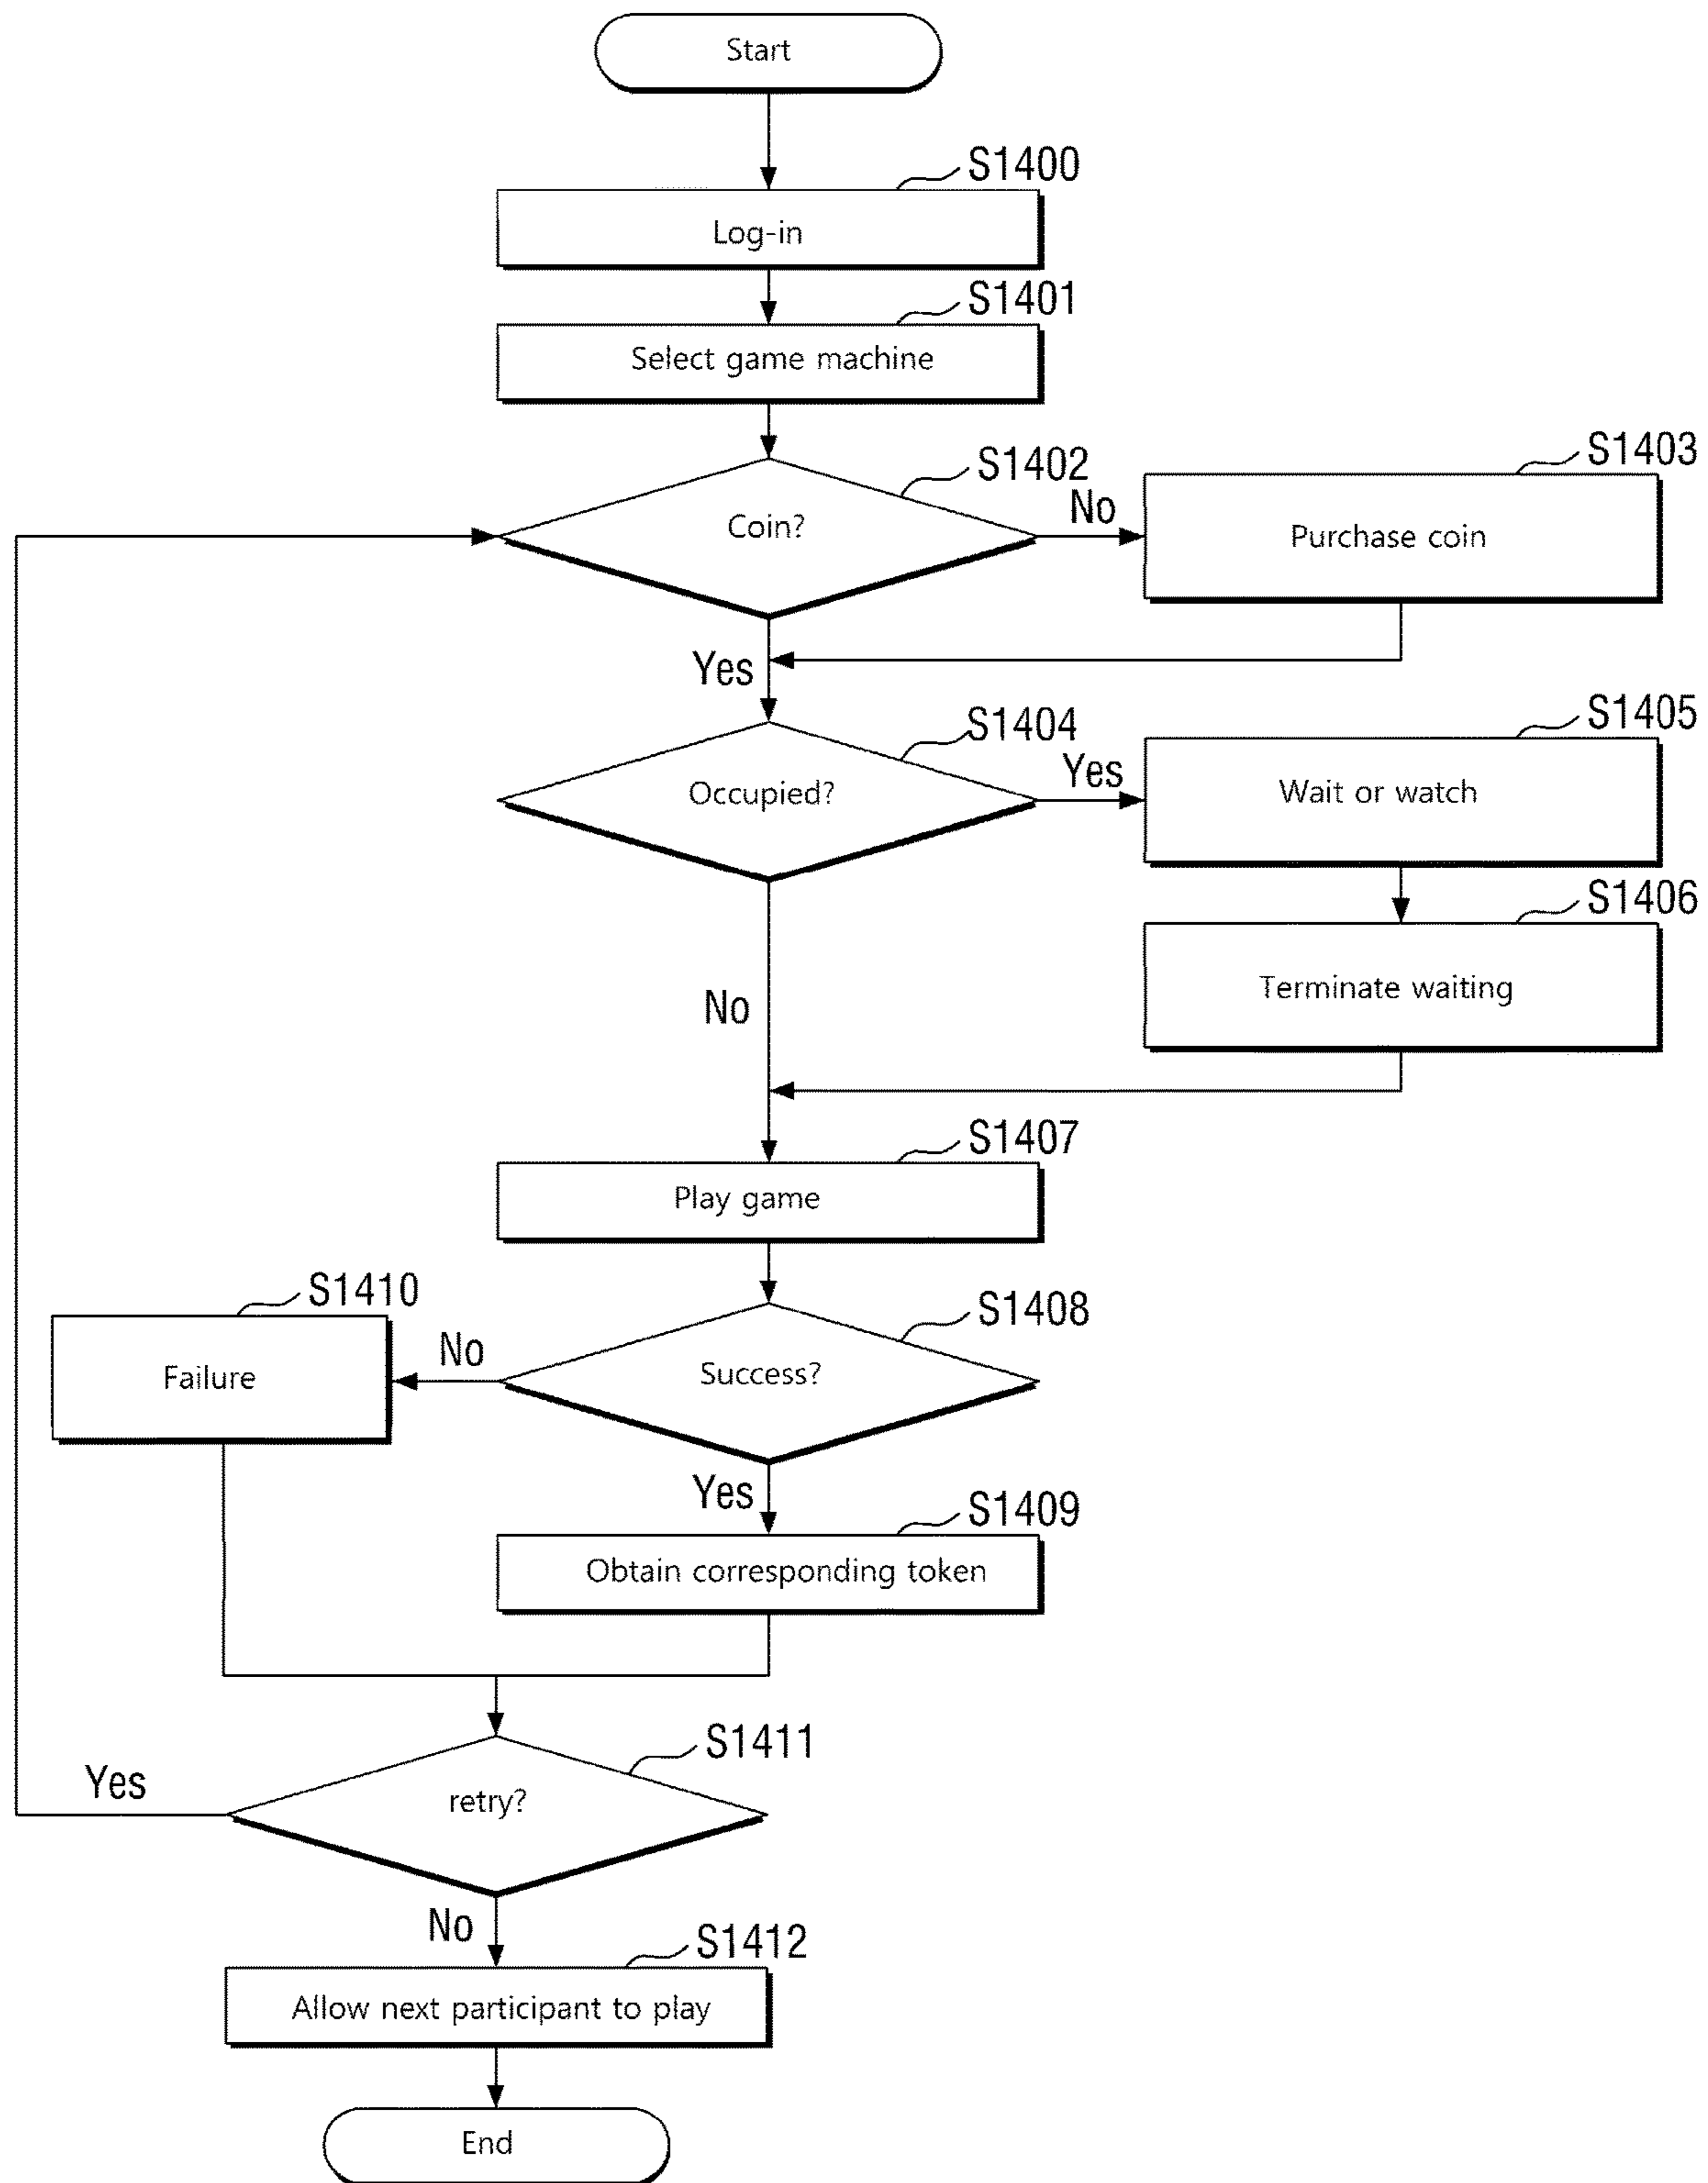 Start
S1400
Log-in
S1401
Select game machine
S1402
Coin?
No
S1403
Purchase coin
Yes
S1404
Occupied?
Yes
S1405
Wait or watch
S1406
Terminate waiting
No
S1407
Play game
S1408
Success?
No
S1410
Failure
Yes
S1409
Obtain corresponding token
S1411
retry?
Yes
No
S1412
Allow next participant to play
End